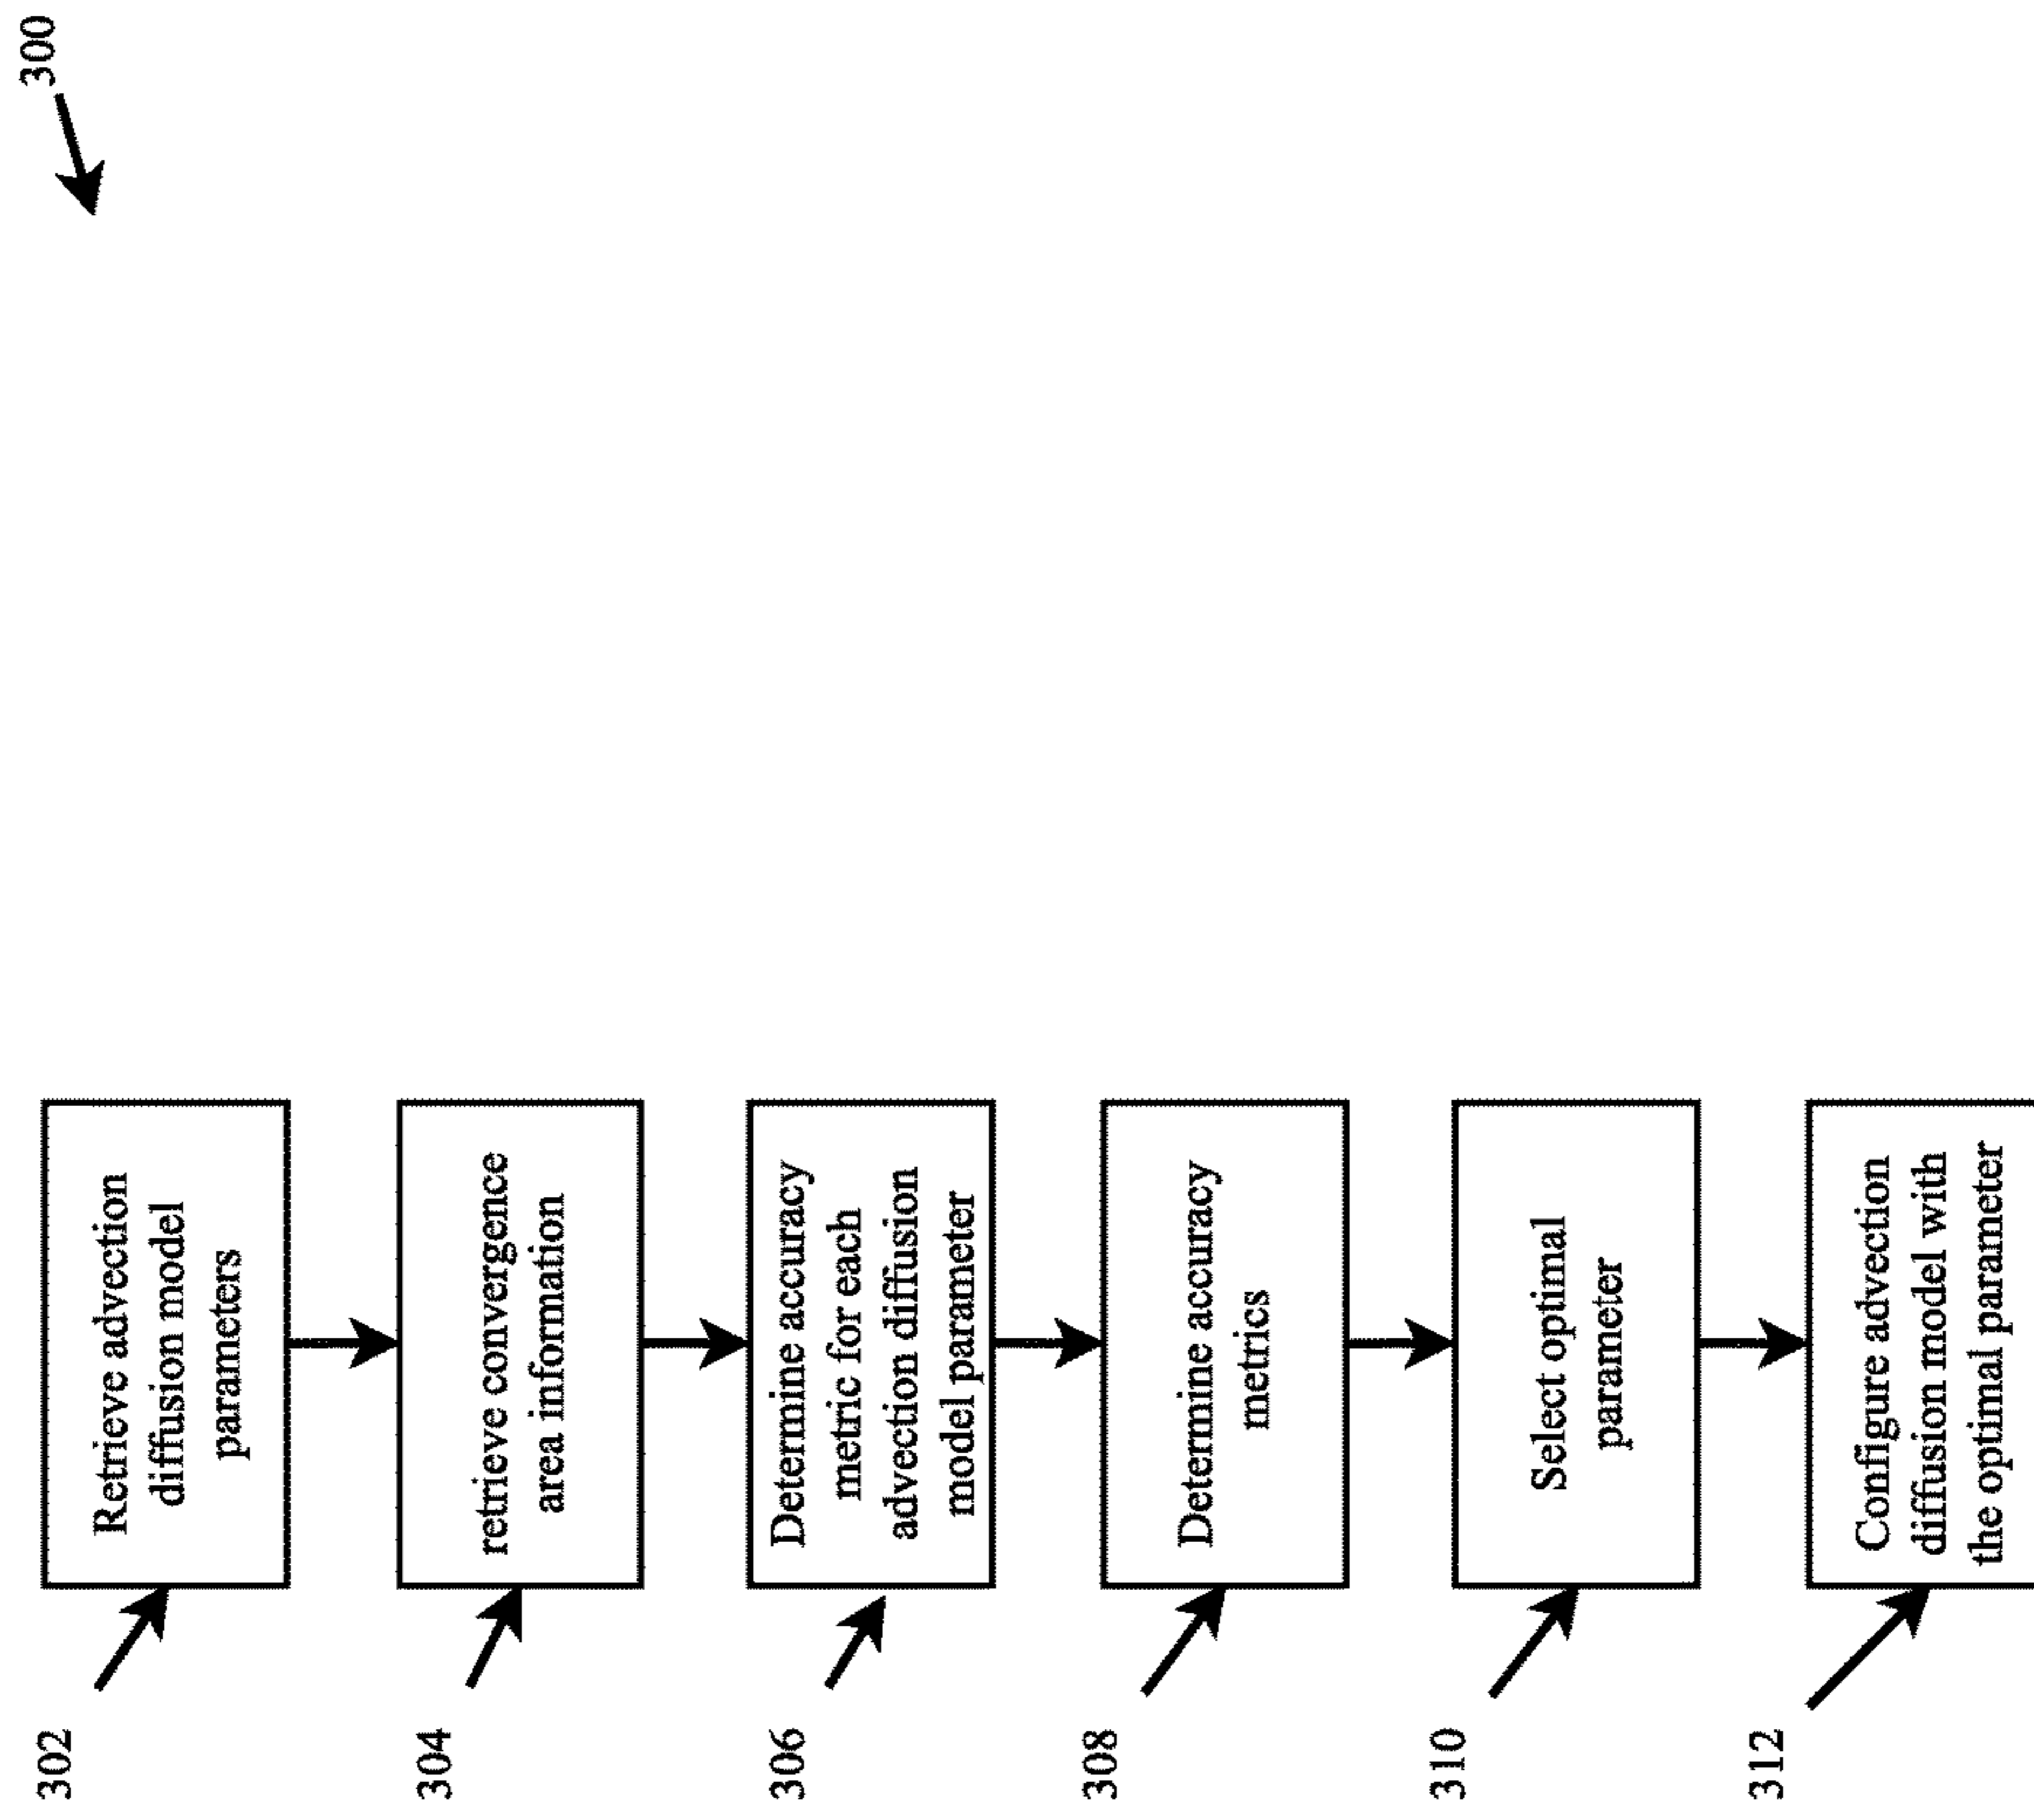 300
302
Retrieve advection
diffusion model
parameters
304
retrieve convergence
area information
306
Determine accuracy
metric for each
advection diffusion
model parameter
308
Determine accuracy
metrics
310
Select optimal
parameter
312
Configure advection
diffusion model with
the optimal parameter